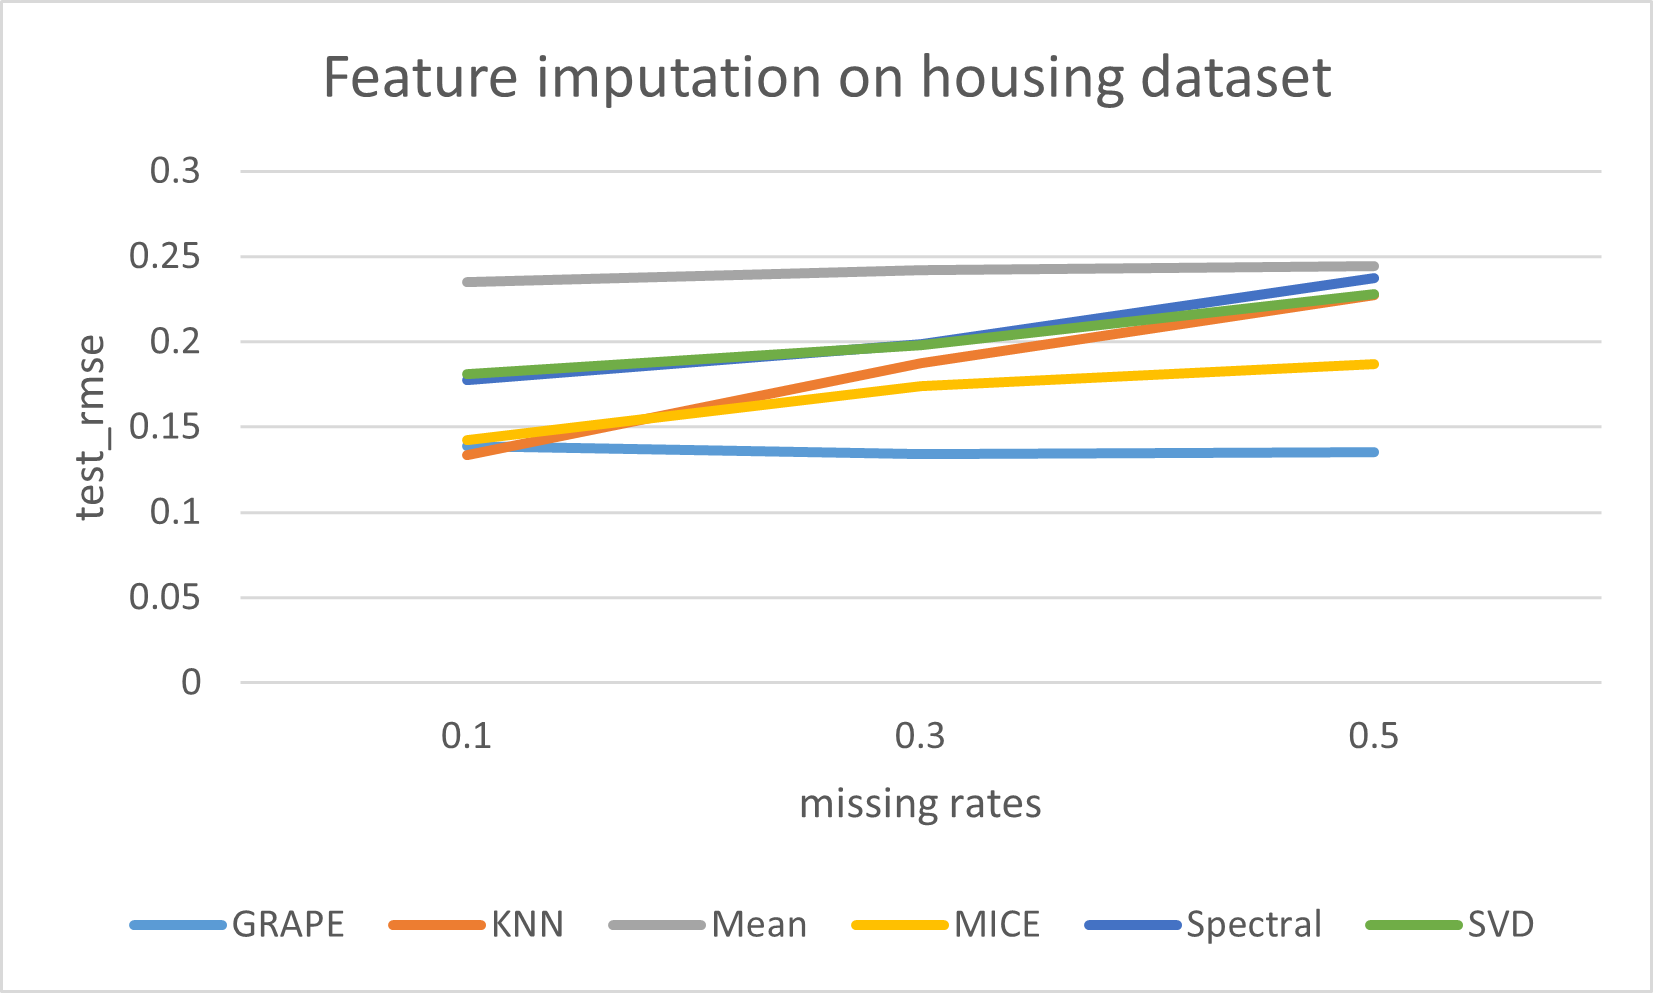 Feature imputation on housing dataset
0.3
0.25
0.2
0.15
0.1
0.05
0
test_rmse
0.1 0.3 0.5
missing rates
GRAPE KNN Mean MICE Spectral SVD